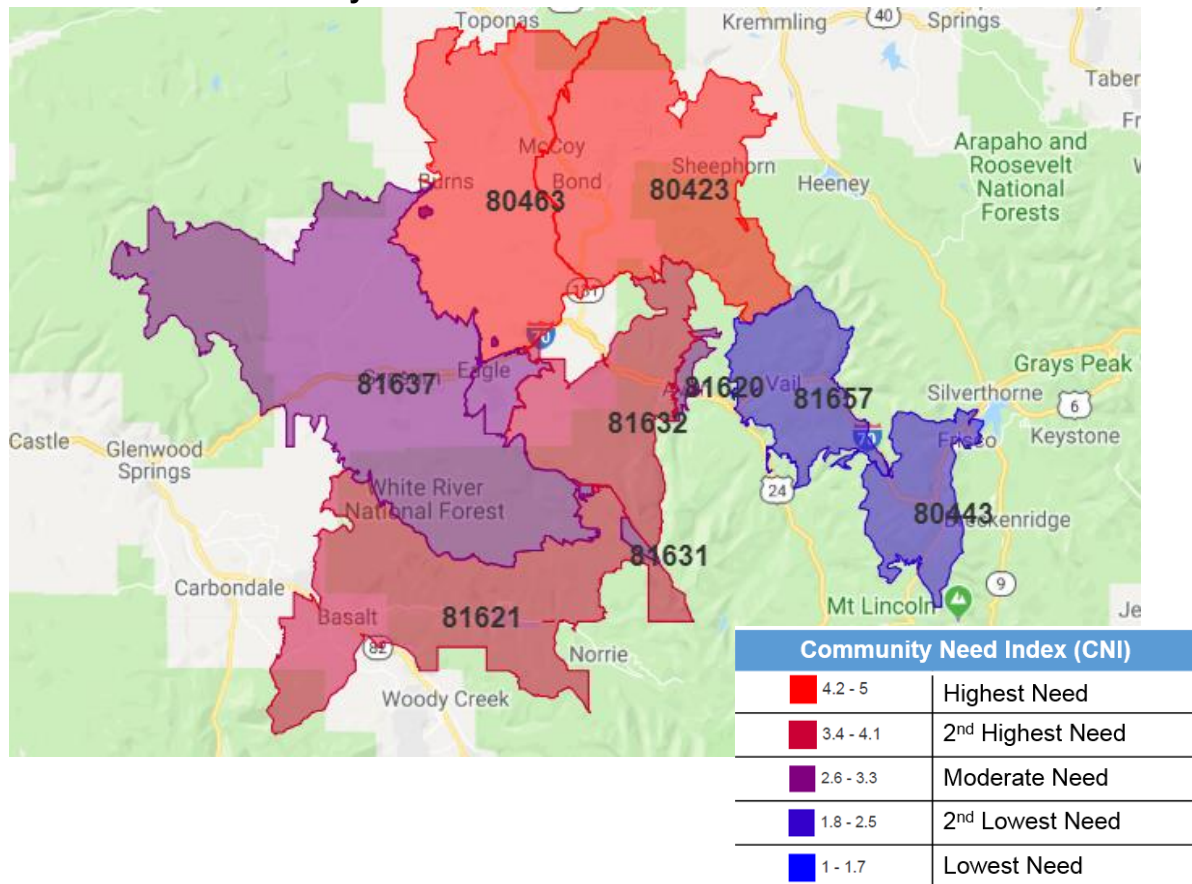 Toponas
Kremmling
40
Springs
Taber
Fr
McCoy
Arapaho and
Roosevelt
National
Forests
Sheephorn
Heeney
Burns
Bond
80463
80423
131
70
Grays Peak
Eagle
81637
81620
Vail
81657
Silverthorne
6
81632
70
Frisco
Keystone
Castle
Glenwood
Springs
24
White River
National Forest
80443
Breckenridge
81631
9
Carbondale
Mt Lincoln
Je
Basalt
81621
82
Norrie
Woody Creek
Community Need Index (CNI)
4.2 - 5 Highest Need
3.4 - 4.1 2nd Highest Need
2.6 - 3.3 Moderate Need
1.8 - 2.5 2nd Lowest Need
1 - 1.7 Lowest Need